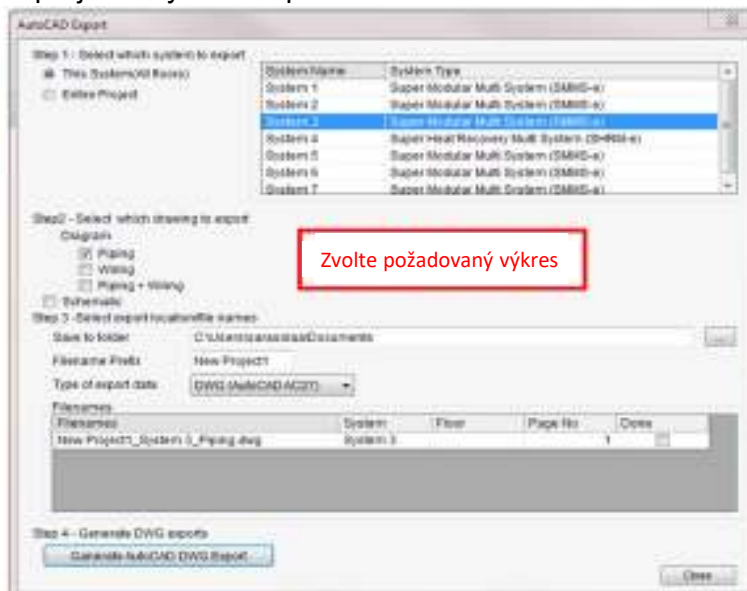 AutoCAD Export
Step 1 - Select which system to export
This System(All floors)
Entire Project
System Name System Type
System 1 Super Modular Multi System (SMMS-e)
System 2 Super Modular Multi System (SMMS-e)
System 3 Super Modular Multi System (SMMS-e)
System 4 Super Heat Recovery Multi System (SHRM-e)
System 5 Super Modular Multi System (SMMS-e)
System 6 Super Modular Multi System (SMMS-e)
System 7 Super Modular Multi System (SMMS-e)
Step2 - Select which drawing to export
Diagram
Piping
Wiring
Piping + Wiring
Schematic
Zvolte požadovaný výkres
Step 3 -Select export location/file names
Save to folder
Filename Prefix New Project1
Type of export data DWG (AutoCAD AC27)
Filenames
Filenames System Floor Page No Done
New Project1_System 3_Piping.dwg System 3 1
Step 4 - Generate DWG exports
Generate AutoCAD DWG Export
Close